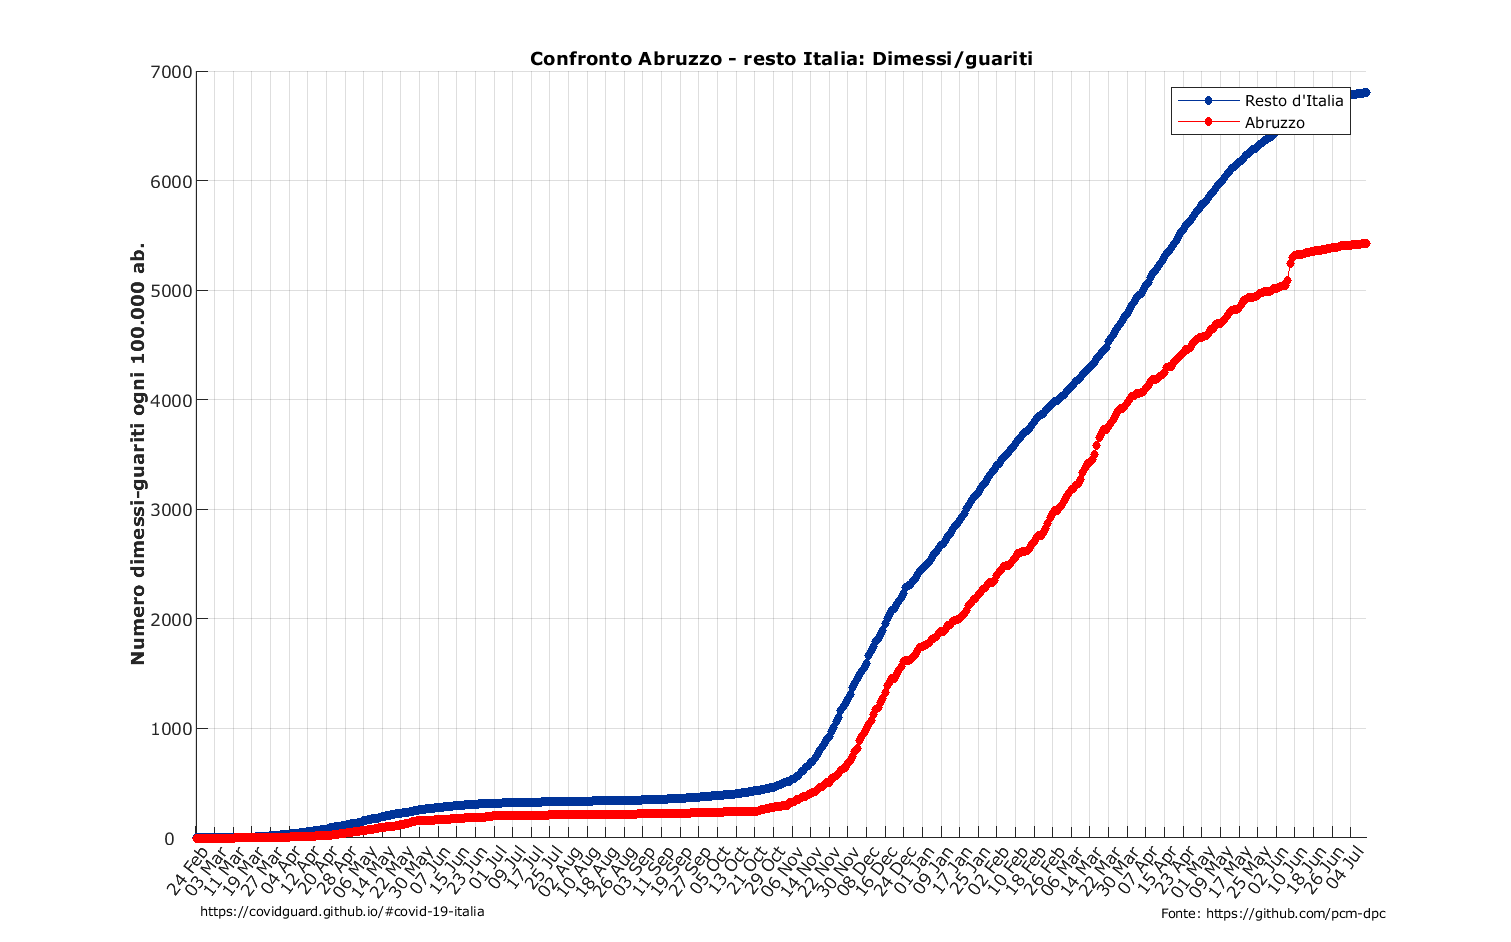 Confronto Abruzzo - resto Italia: Dimessi/guariti
Resto d'Italia
Abruzzo
Numero dimessi-guariti ogni 100.000 ab.
7000
6000
5000
4000
3000
2000
1000
0
24 Feb
03 Mar
11 Mar
19 Mar
27 Mar
04 Apr
12 Apr
20 Apr
28 Apr
06 May
14 May
22 May
30 May
07 Jun
15 Jun
23 Jun
01 Jul
09 Jul
17 Jul
25 Jul
02 Aug
10 Aug
18 Aug
26 Aug
03 Sep
11 Sep
19 Sep
27 Sep
05 Oct
13 Oct
21 Oct
29 Oct
06 Nov
14 Nov
22 Nov
30 Nov
08 Dec
16 Dec
24 Dec
01 Jan
09 Jan
17 Jan
25 Jan
02 Feb
10 Feb
18 Feb
26 Feb
06 Mar
14 Mar
22 Mar
30 Mar
07 Apr
15 Apr
23 Apr
01 May
09 May
17 May
25 May
02 Jun
10 Jun
18 Jun
26 Jun
04 Jul
https://covidguard.github.io/#covid-19-italia
Fonte: https://github.com/pcm-dpc